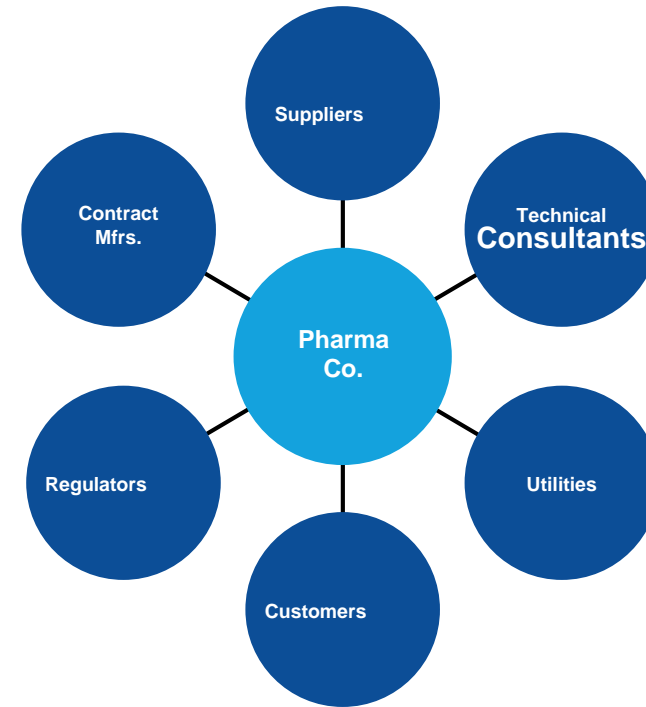 Suppliers
Contract
Mfrs.
Technical
Consultants
Pharma
Co.
Regulators
Utilities
Customers